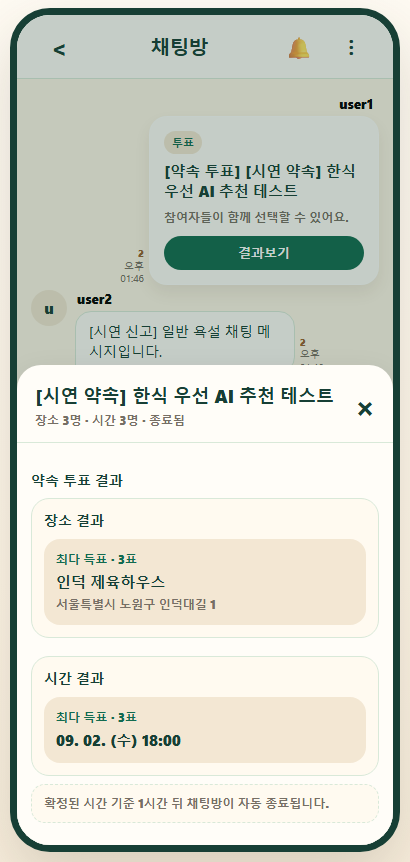 <
채팅방
user1
투표
[약속 투표] [시연 약속] 한식
우선 AI 추천 테스트
참여자들이 함께 선택할 수 있어요.
결과보기
2
오후
01:46
u
user2
[시연 신고] 일반 욕설 채팅 메
시지입니다.
2
오후
[시연 약속] 한식 우선 AI 추천 테스트
장소 3명 · 시간 3명 · 종료됨
×
약속 투표 결과
장소 결과
최다 득표 · 3표
인덕 제육하우스
서울특별시 노원구 인덕대길 1
시간 결과
최다 득표 · 3표
09. 02. (수) 18:00
확정된 시간 기준 1시간 뒤 채팅방이 자동 종료됩니다.